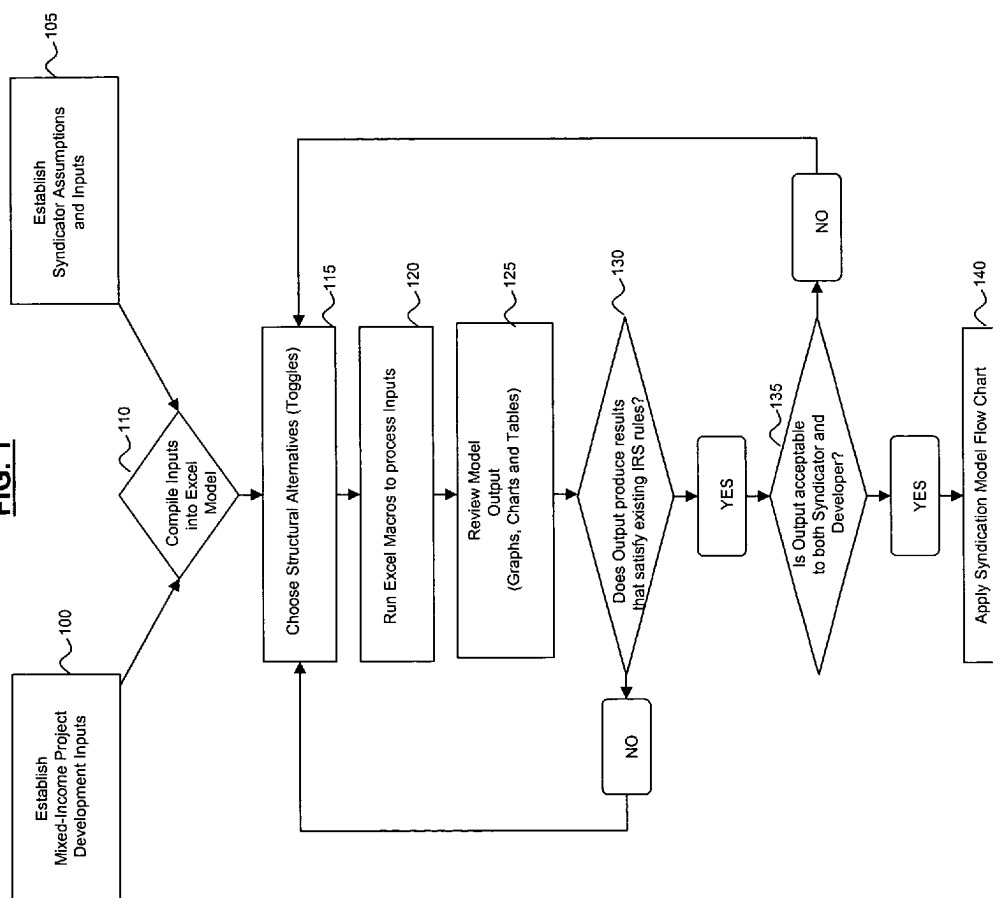 FIG. 1
Establish
Mixed-Income Project
Development Inputs
100
Establish
Syndicator Assumptions
and Inputs
105
110
Compile Inputs
into Excel
Model
Choose Structural Alternatives (Toggles)
115
Run Excel Macros to process Inputs
120
Review Model
Output
(Graphs, Charts and Tables)
125
Does Output produce results
that satisfy existing IRS rules?
130
NO
YES
135
Is Output acceptable
to both Syndicator and
Developer?
NO
YES
Apply Syndication Model Flow Chart
140